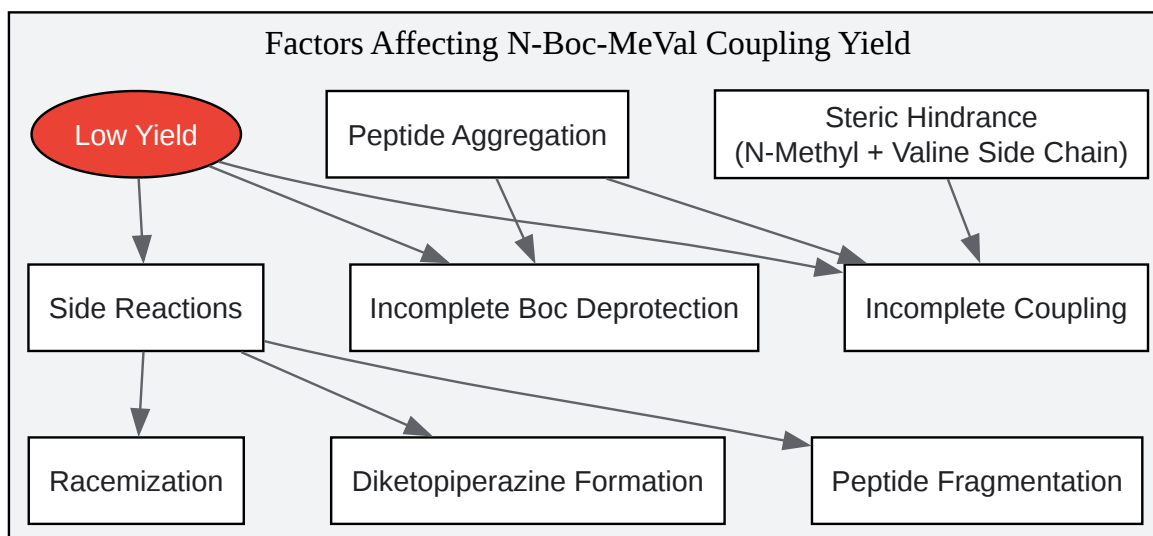 Factors Affecting N-Boc-MeVal Coupling Yield
Low Yield
Peptide Aggregation
Steric Hindrance
(N-Methyl + Valine Side Chain)
Side Reactions
Incomplete Boc Deprotection
Incomplete Coupling
Racemization
Diketopiperazine Formation
Peptide Fragmentation